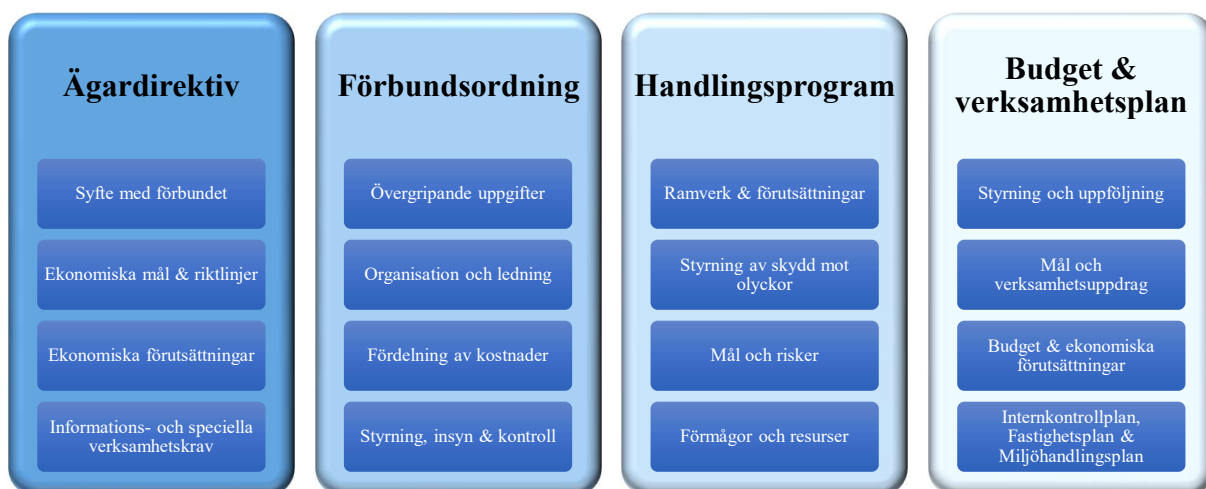 Ägardirektiv
Syfte med förbundet
Ekonomiska mål & riktlinjer
Ekonomiska förutsättningar
Informations- och speciella
verksamhetskrav
Förbundsordning
Övergripande uppgifter
Organisation och ledning
Fördelning av kostnader
Styrning, insyn & kontroll
Handlingsprogram
Ramverk & förutsättningar
Styrning av skydd mot
olyckor
Mål och risker
Förmågor och resurser
Budget &
verksamhetsplan
Styrning och uppföljning
Mål och
verksamhetsuppdrag
Budget & ekonomiska
förutsättningar
Internkontrollplan,
Fastighetsplan &
Miljöhandlingsplan